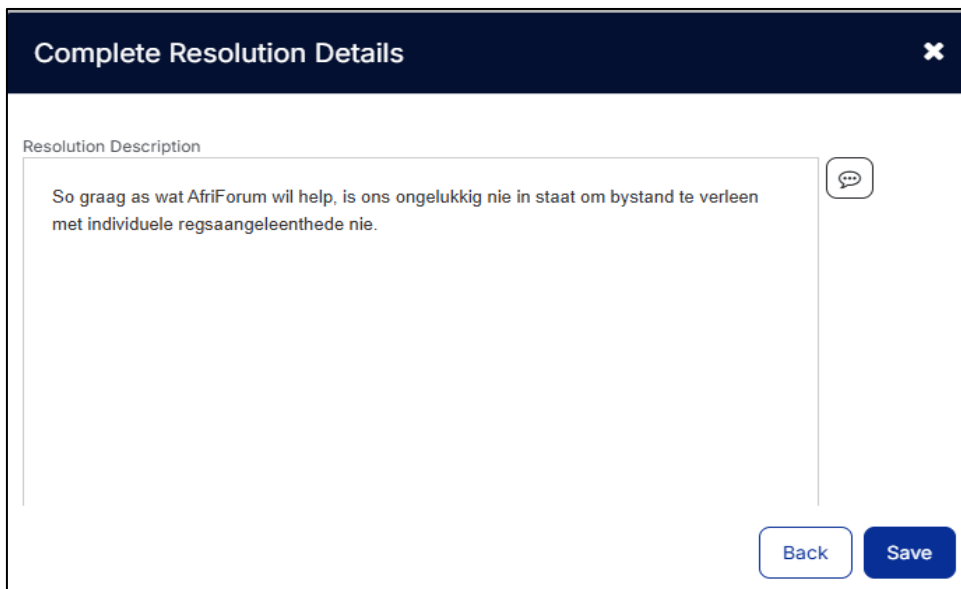 Complete Resolution Details
Resolution Description
So graag as wat AfriForum wil help, is ons ongelukkig nie in staat om bystand te verleen
met individuele regsaangeleenthede nie.
Back Save